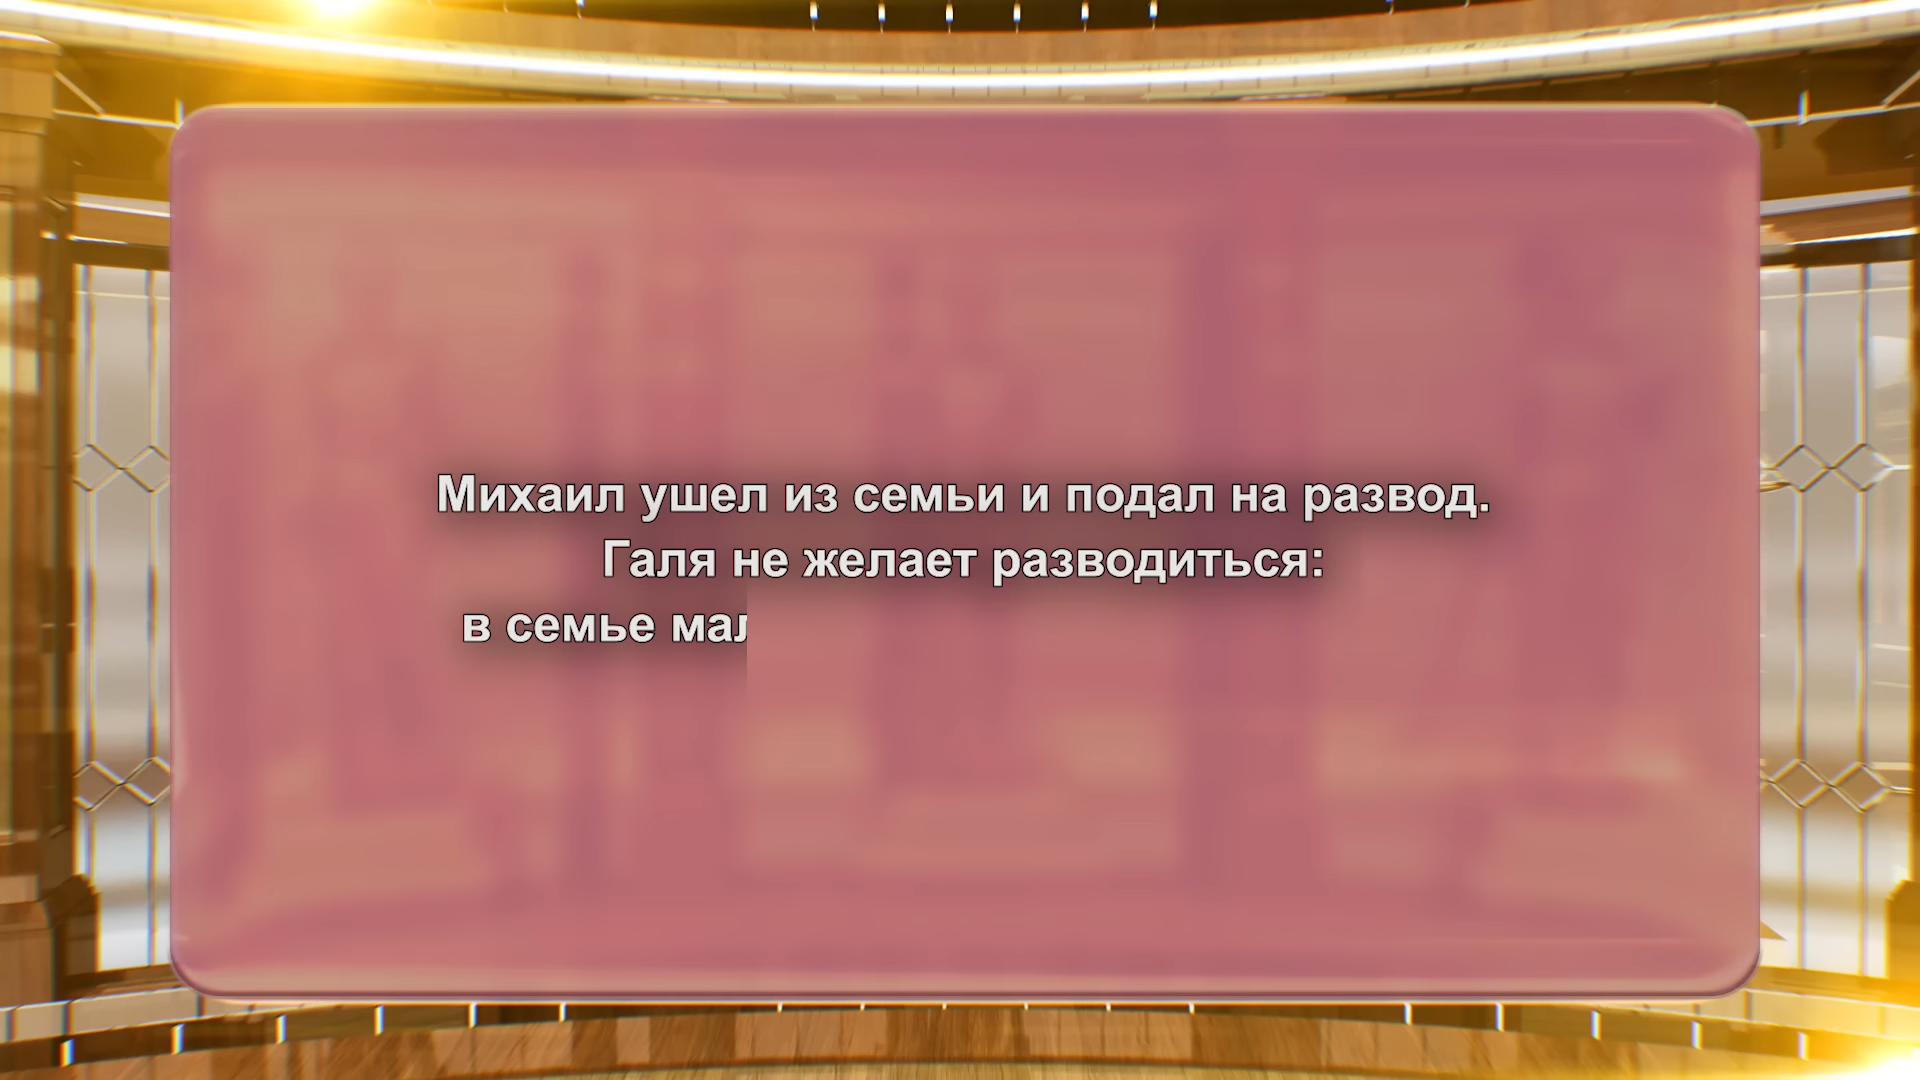 Михаил ушел из семьи и подал на развод.
Галя не желает разводиться:
в семье мал